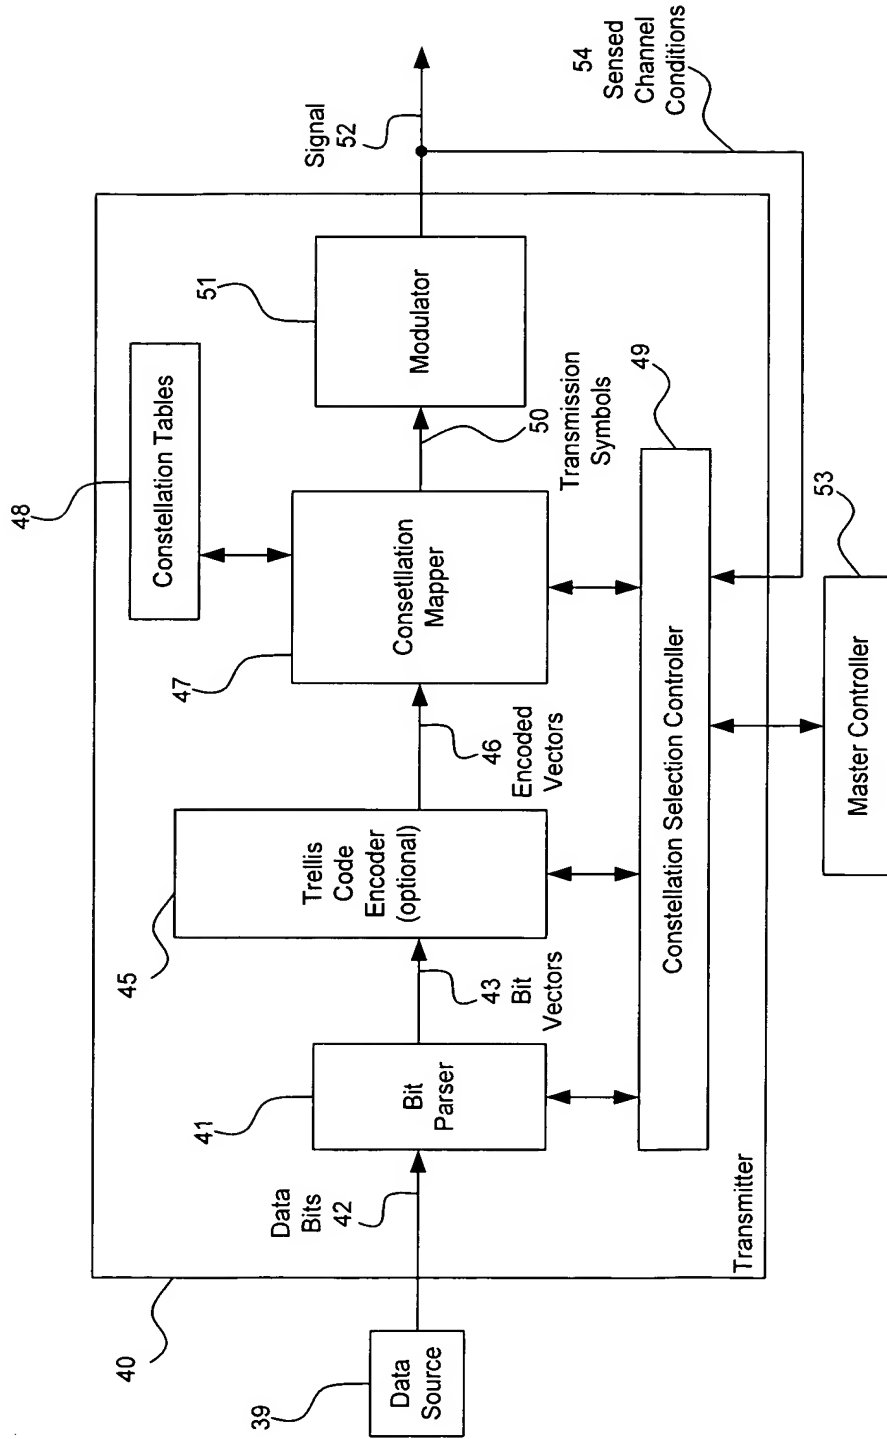 39
Data
Source
40
Transmitter
Data
Bits
42
41
Bit
Parser
43
Bit
Vectors
45
Trellis
Code
Encoder
(optional)
46
Encoded
Vectors
47
Consetllation
Mapper
48
Constellation Tables
50
Transmission
Symbols
51
Modulator
Signal
52
54
Sensed
Channel
Conditions
49
Constellation Selection Controller
53
Master Controller